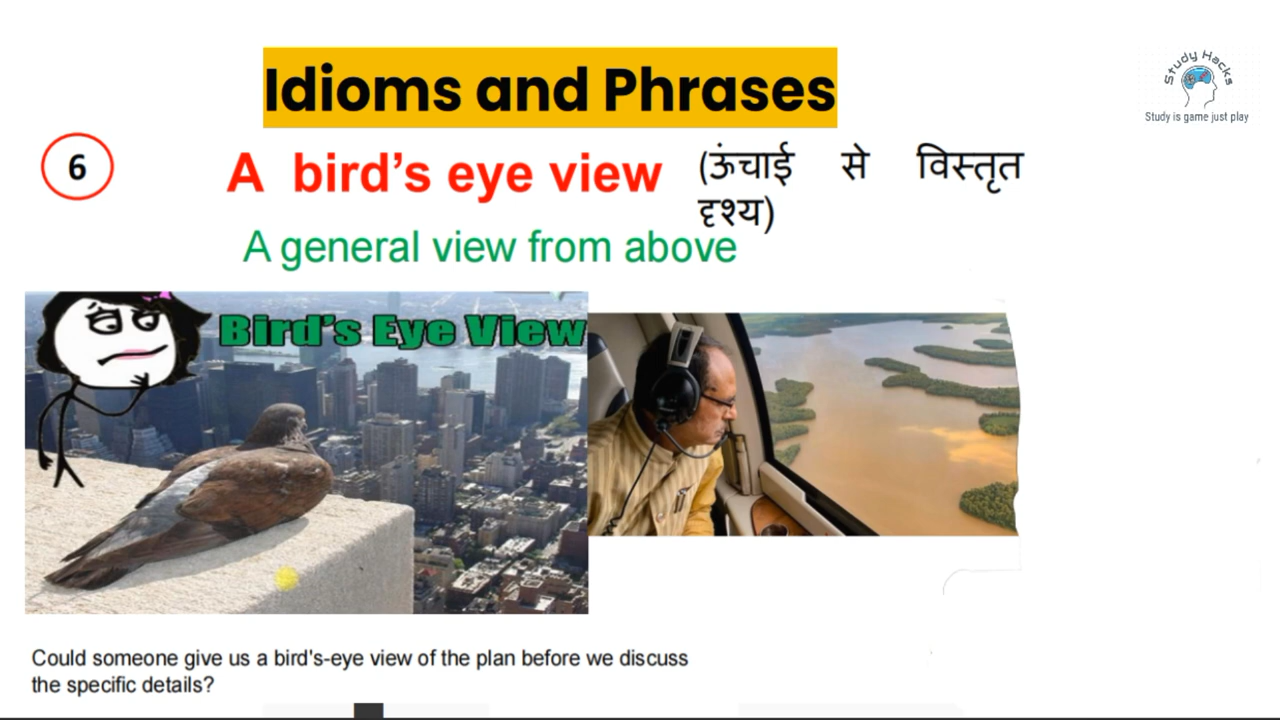 Idioms and Phrases
Study Hacks
Study is game just play
6
A bird's eye view
(ऊंचाई से विस्तृत
दृश्य)
A general view from above
Bird's Eye View
Could someone give us a bird's-eye view of the plan before we discuss
the specific details?